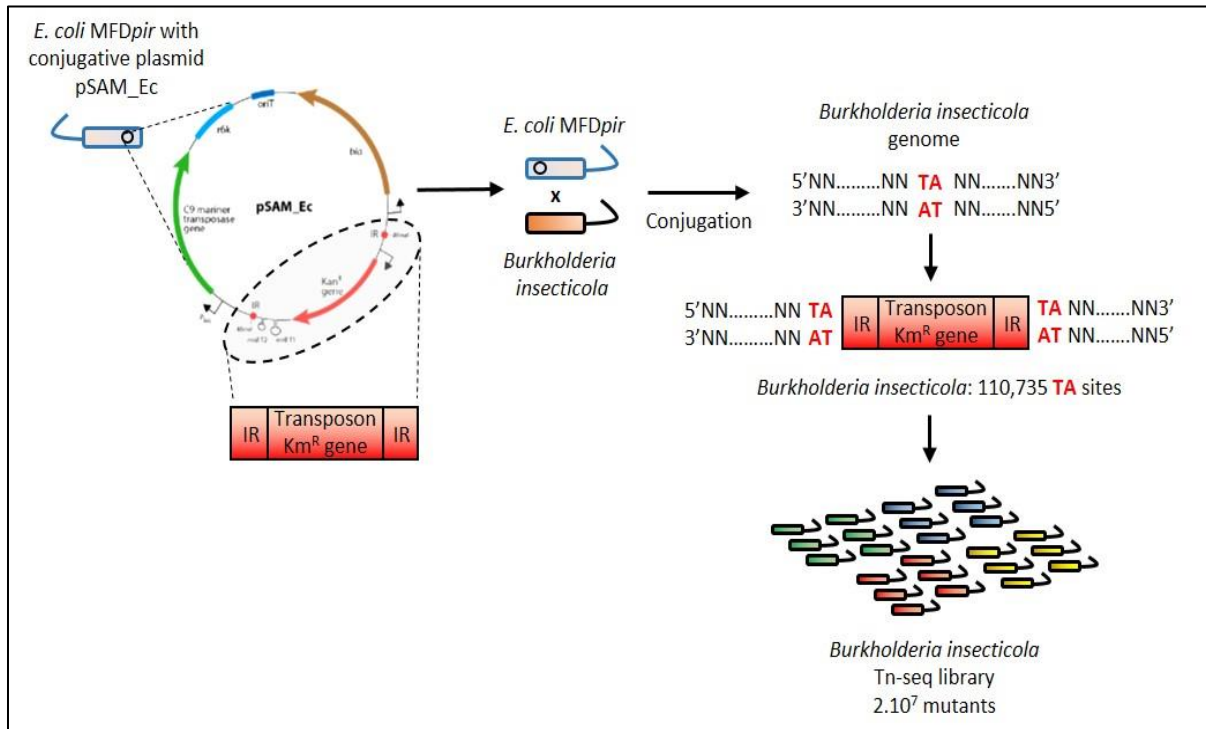 E. coli MFDpir with
conjugative plasmid
pSAM_Ec
oriT
r6k
bla
C9 mariner
transposase
gene
pSAM_Ec
IR
Kanᴿ
gene
IR
IR
Transposon
Kmᴿ gene
IR
E. coli MFDpir
x
Burkholderia
insecticola
Conjugation
Burkholderia insecticola
genome
5’NN.........NN TA NN.......NN3’
3’NN.........NN AT NN.......NN5’
5’NN.........NN TA
3’NN.........NN AT
IR
Transposon
Kmᴿ gene
IR
TA NN.......NN3’
AT NN.......NN5’
Burkholderia insecticola: 110,735 TA sites
Burkholderia insecticola
Tn-seq library
2.10⁷ mutants